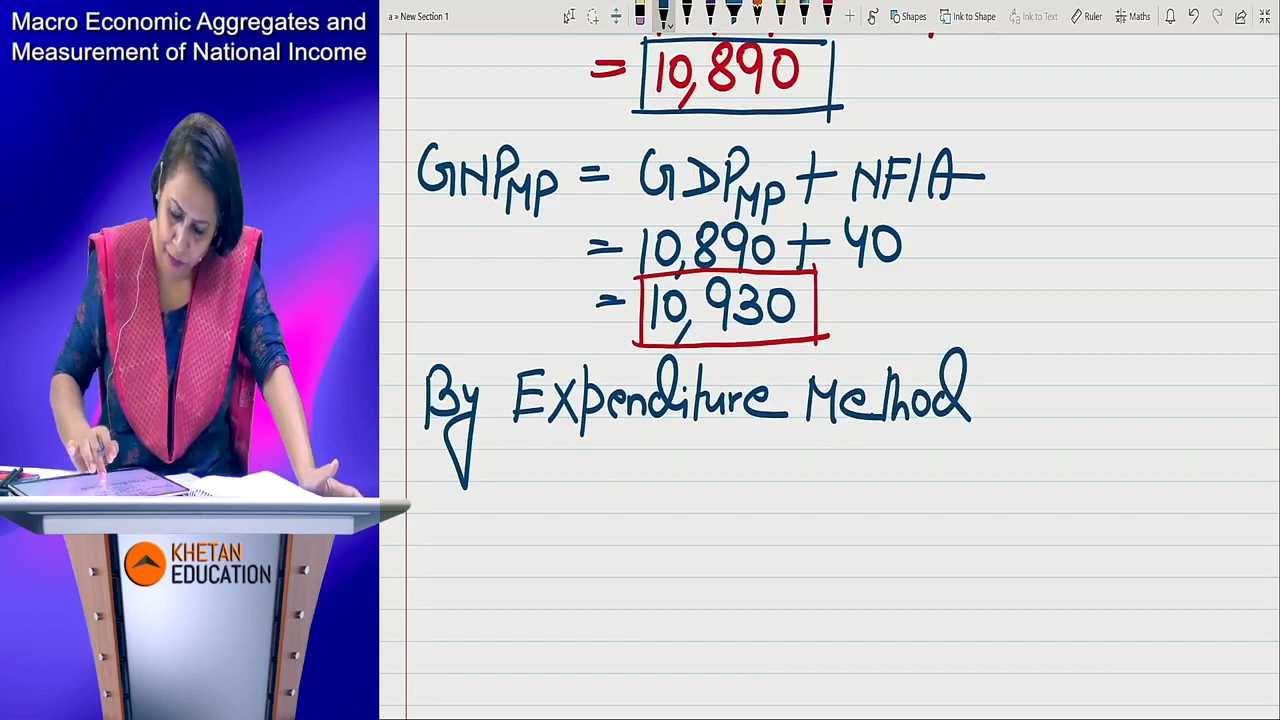 Macro Economic Aggregates and
Measurement of National Income
a » New Section 1
Shapes
Ink to Shape
Ink to Text
Ruler
Maths
= 10,890
GNPMP = GDPMP + NFIA
= 10,890 + 40
= 10,930
By Expenditure Method
KHETAN
EDUCATION